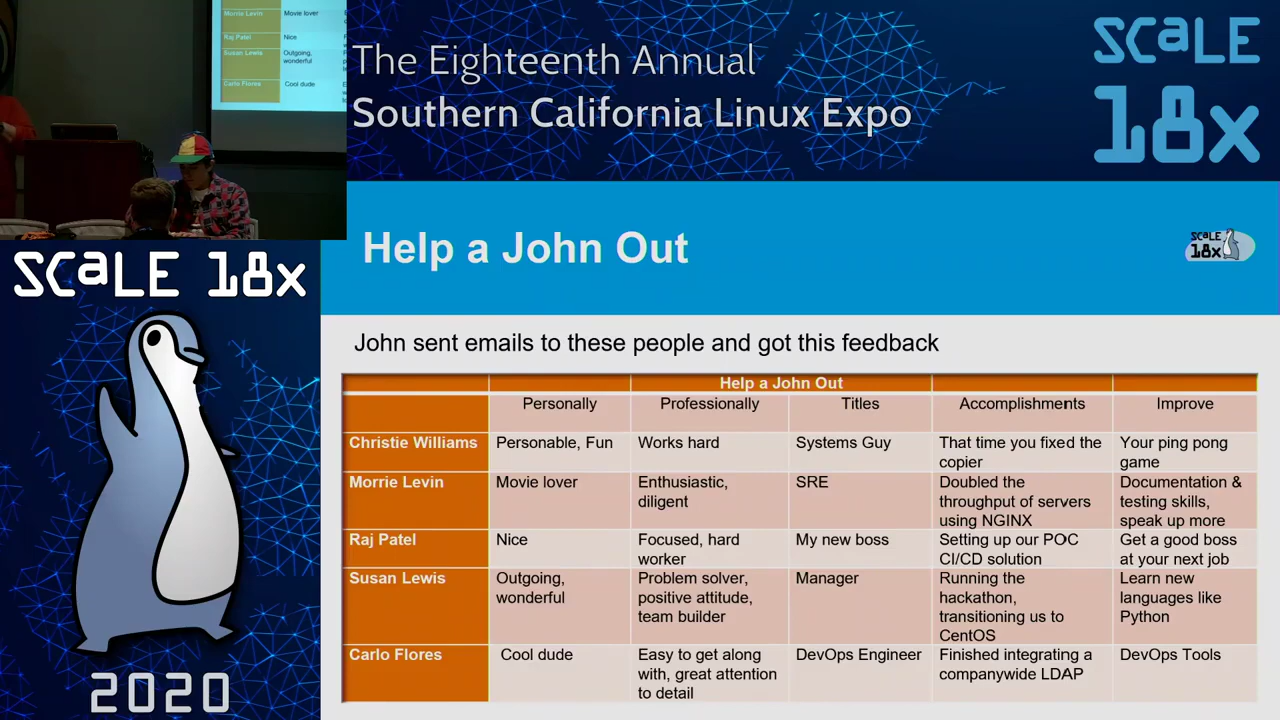 Morrie Levin Movie lover
Raj Patel Nice
Susan Lewis Outgoing,
wonderful
Carlo Flores Cool dude
The Eighteenth Annual
Southern California Linux Expo
SCaLE
18x
SCaLE 18x
2020
Help a John Out
SCaLE
18x
John sent emails to these people and got this feedback
Help a John Out
Personally Professionally Titles Accomplishments Improve
Christie Williams Personable, Fun Works hard Systems Guy That time you fixed the Your ping pong
copier game
Morrie Levin Movie lover Enthusiastic, SRE Doubled the Documentation &
diligent throughput of servers testing skills,
using NGINX speak up more
Raj Patel Nice Focused, hard My new boss Setting up our POC Get a good boss
worker CI/CD solution at your next job
Susan Lewis Outgoing, Problem solver, Manager Running the Learn new
wonderful positive attitude, hackathon, languages like
team builder transitioning us to Python
CentOS
Carlo Flores Cool dude Easy to get along DevOps Engineer Finished integrating a DevOps Tools
with, great attention companywide LDAP
to detail